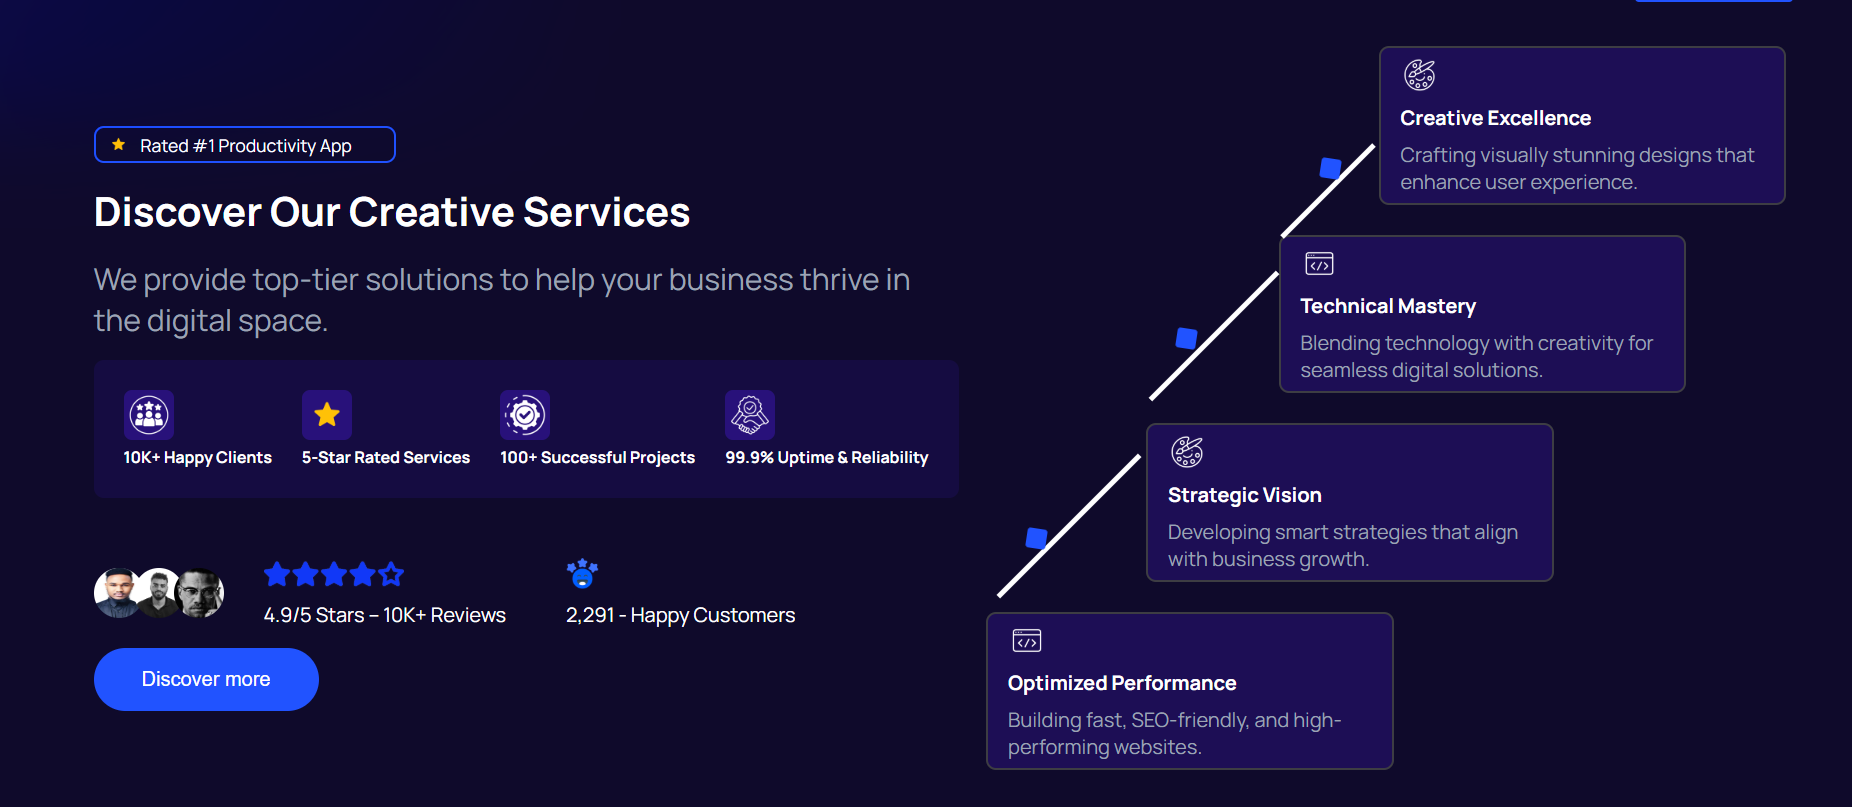 Rated #1 Productivity App
Discover Our Creative Services
We provide top-tier solutions to help your business thrive in
the digital space.
10K+ Happy Clients
5-Star Rated Services
100+ Successful Projects
99.9% Uptime & Reliability
4.9/5 Stars – 10K+ Reviews
2,291 - Happy Customers
Discover more
Creative Excellence
Crafting visually stunning designs that
enhance user experience.
Technical Mastery
Blending technology with creativity for
seamless digital solutions.
Strategic Vision
Developing smart strategies that align
with business growth.
Optimized Performance
Building fast, SEO-friendly, and high-
performing websites.